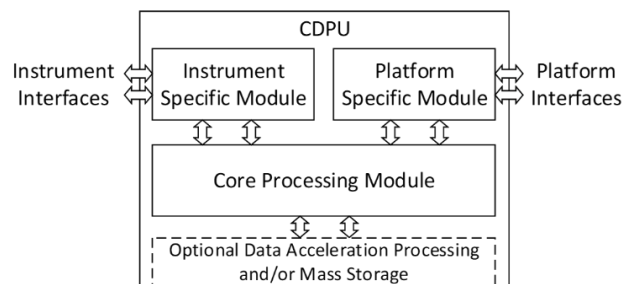 CDPU
Instrument
Interfaces
Instrument
Specific Module
Platform
Specific Module
Platform
Interfaces
Core Processing Module
Optional Data Acceleration Processing
and/or Mass Storage